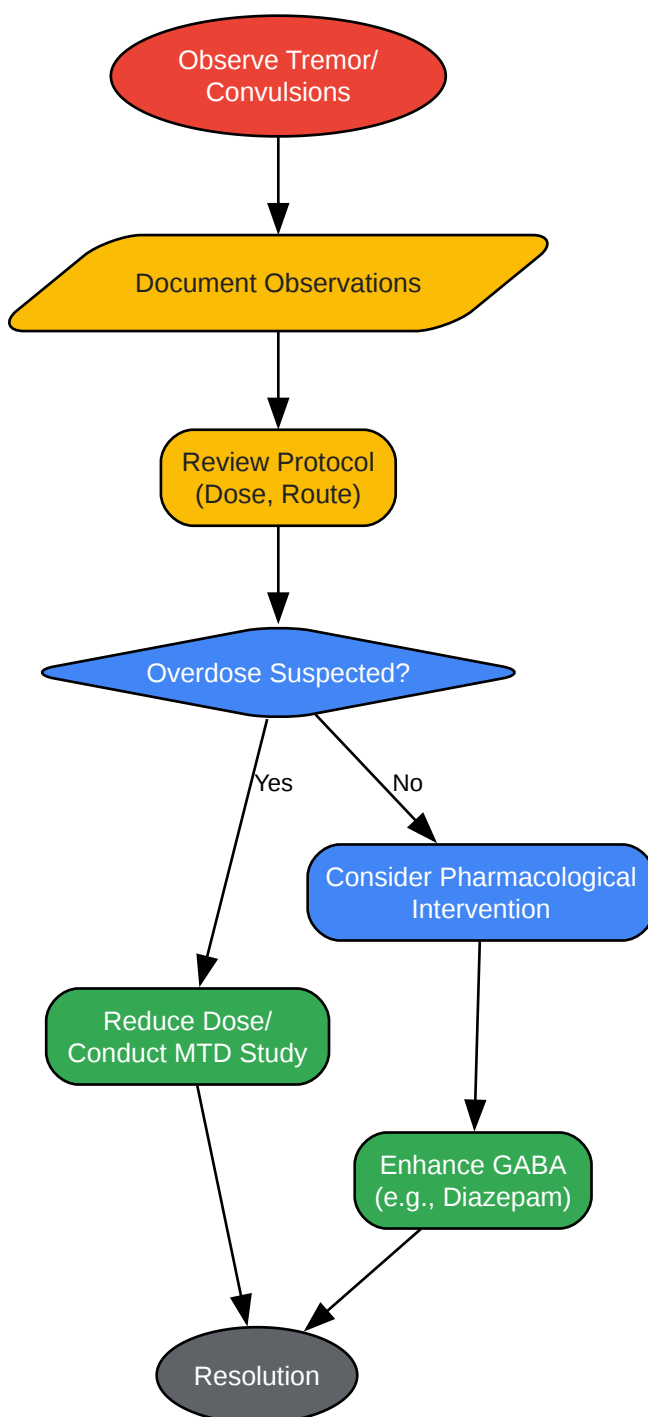 Observe Tremor/
Convulsions
Document Observations
Review Protocol
(Dose, Route)
Overdose Suspected?
Yes
No
Consider Pharmacological
Intervention
Reduce Dose/
Conduct MTD Study
Enhance GABA
(e.g., Diazepam)
Resolution